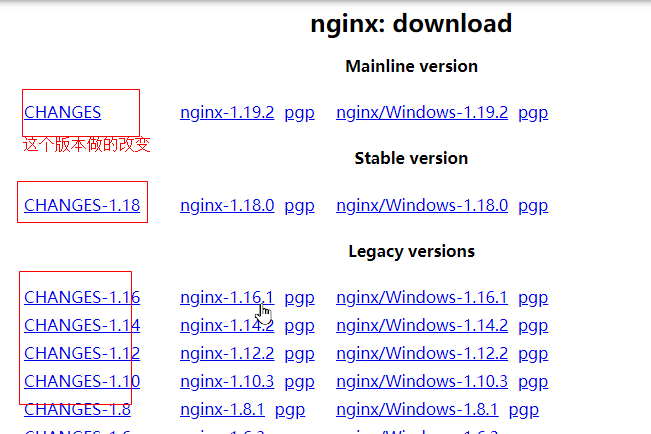 nginx: download
Mainline version
CHANGES nginx-1.19.2 pgp nginx/Windows-1.19.2 pgp
这个版本做的改变
Stable version
CHANGES-1.18 nginx-1.18.0 pgp nginx/Windows-1.18.0 pgp
Legacy versions
CHANGES-1.16 nginx-1.16.1 pgp nginx/Windows-1.16.1 pgp
CHANGES-1.14 nginx-1.14.2 pgp nginx/Windows-1.14.2 pgp
CHANGES-1.12 nginx-1.12.2 pgp nginx/Windows-1.12.2 pgp
CHANGES-1.10 nginx-1.10.3 pgp nginx/Windows-1.10.3 pgp
CHANGES-1.8 nginx-1.8.1 pgp nginx/Windows-1.8.1 pgp